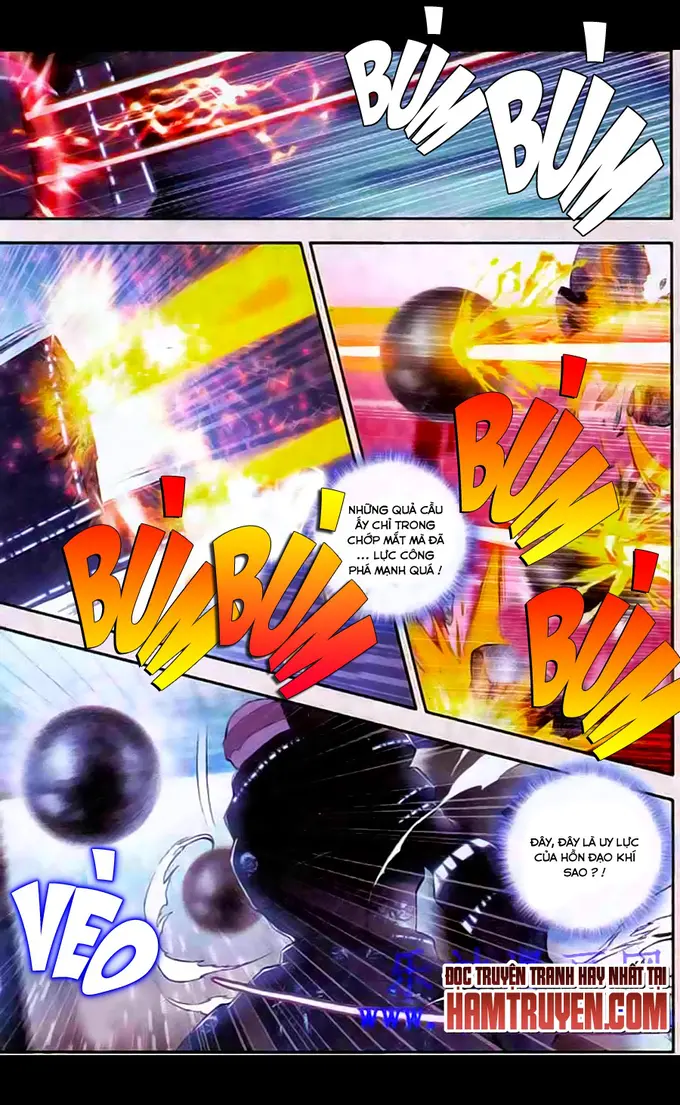 BÙM
BÙM
NHỮNG QUẢ CẦU
ẤY CHỈ TRONG
CHỚP MẮT MÀ ĐÃ
... LỰC CÔNG
PHÁ MẠNH QUÁ !
BÙM
BÙM
BÙM
BÙM
ĐÂY, ĐÂY LÀ UY LỰC
CỦA HỒN ĐẠO KHÍ
SAO ? !
VÈO
ĐỌC TRUYỆN TRANH HAY NHẤT TẠI
HAMTRUYEN.COM
www.